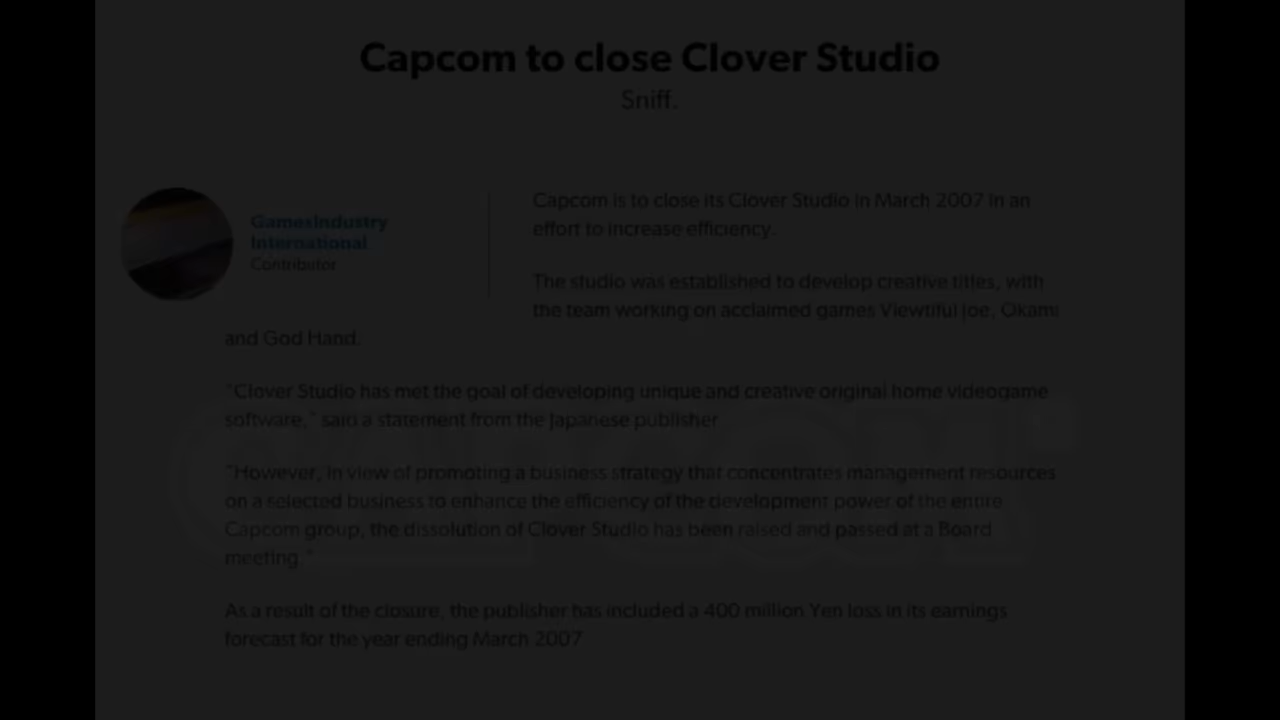 Capcom to close Clover Studio
Sniff.
GamesIndustry
International
Contributor
Capcom is to close its Clover Studio in March 2007 in an
effort to increase efficiency.
The studio was established to develop creative titles, with
the team working on acclaimed games Viewtiful Joe, Okami
and God Hand.
"Clover Studio has met the goal of developing unique and creative original home videogame
software," said a statement from the Japanese publisher.
"However, in view of promoting a business strategy that concentrates management resources
on a selected business to enhance the efficiency of the development power of the entire
Capcom group, the dissolution of Clover Studio has been raised and passed at a Board
meeting."
As a result of the closure, the publisher has included a 400 million Yen loss in its earnings
forecast for the year ending March 2007